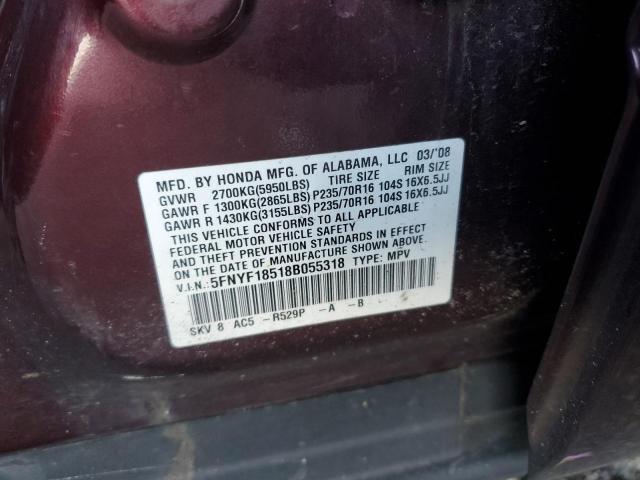 MFD. BY HONDA MFG. OF ALABAMA, LLC 03/'08
GVWR 2700KG(5950LBS) TIRE SIZE RIM SIZE
GAWR F 1300KG(2865LBS) P235/70R16 104S 16X6.5JJ
GAWR R 1430KG(3155LBS) P235/70R16 104S 16X6.5JJ
THIS VEHICLE CONFORMS TO ALL APPLICABLE
FEDERAL MOTOR VEHICLE SAFETY
AND THEFT PREVENTION STANDARDS IN EFFECT
ON THE DATE OF MANUFACTURE SHOWN ABOVE.
V.I.N.: 5FNYF18518B055318 TYPE: MPV
SKV 8 AC5 -R529P -A -B